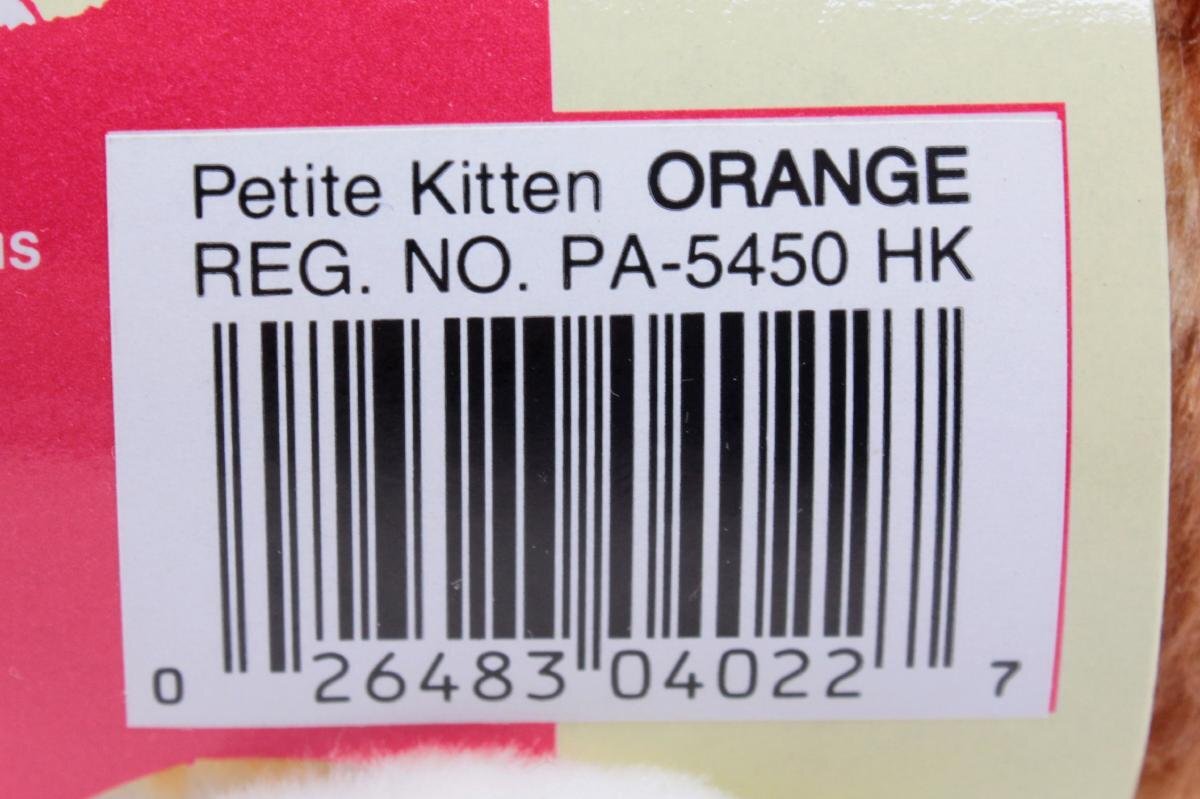 Petite Kitten ORANGE
REG. NO. PA-5450 HK
0 26483 04022 7